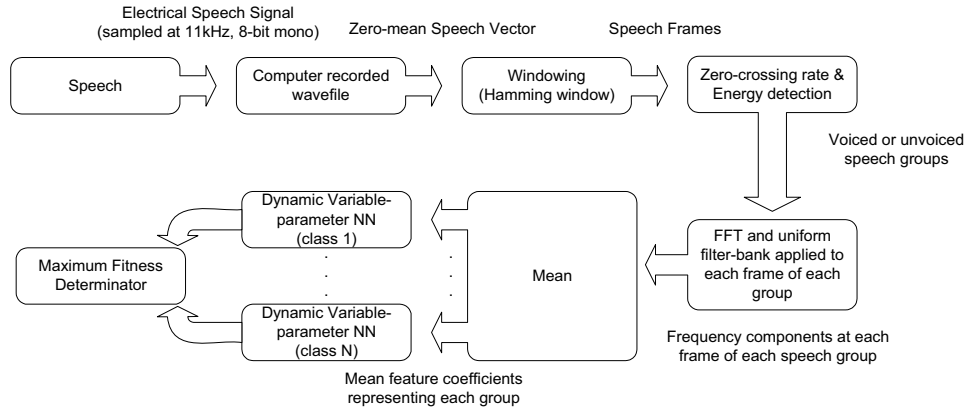 Electrical Speech Signal
(sampled at 11kHz, 8-bit mono)
Zero-mean Speech Vector
Speech Frames
Speech
Computer recorded
wavefile
Windowing
(Hamming window)
Zero-crossing rate &
Energy detection
Voiced or unvoiced
speech groups
FFT and uniform
filter-bank applied to
each frame of each
group
Frequency components at each
frame of each speech group
Mean
Mean feature coefficients
representing each group
Dynamic Variable-
parameter NN
(class 1)
.
.
.
.
.
.
Dynamic Variable-
parameter NN
(class N)
Maximum Fitness
Determinator